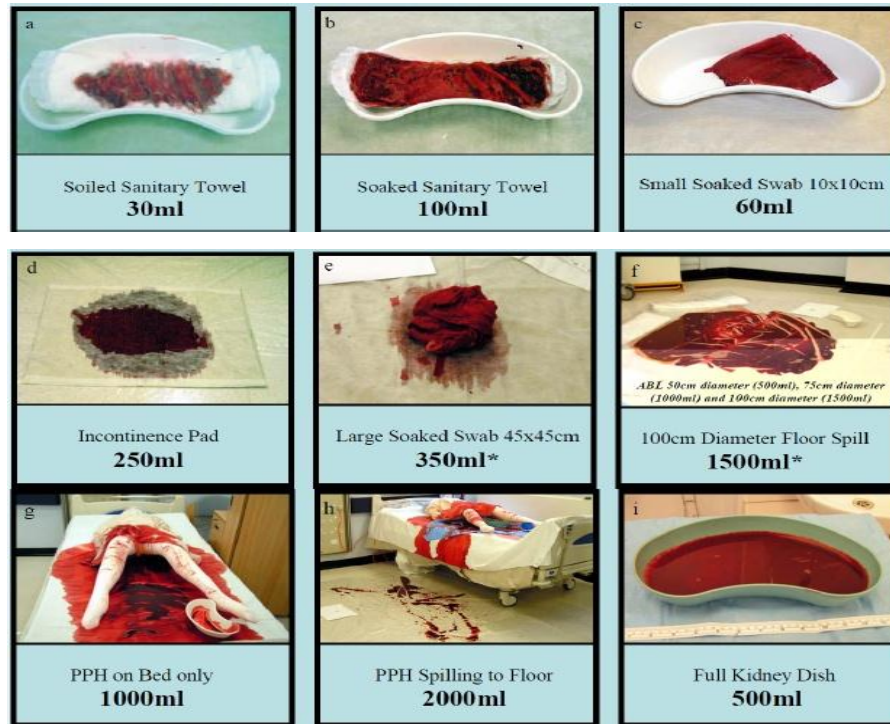 a
Soiled Sanitary Towel
30ml
b
Soaked Sanitary Towel
100ml
c
Small Soaked Swab 10x10cm
60ml
d
Incontinence Pad
250ml
e
Large Soaked Swab 45x45cm
350ml*
f
ABL 50cm diameter (500ml), 75cm diameter
(1000ml) and 100cm diameter (1500ml)
100cm Diameter Floor Spill
1500ml*
g
PPH on Bed only
1000ml
h
PPH Spilling to Floor
2000ml
i
Full Kidney Dish
500ml